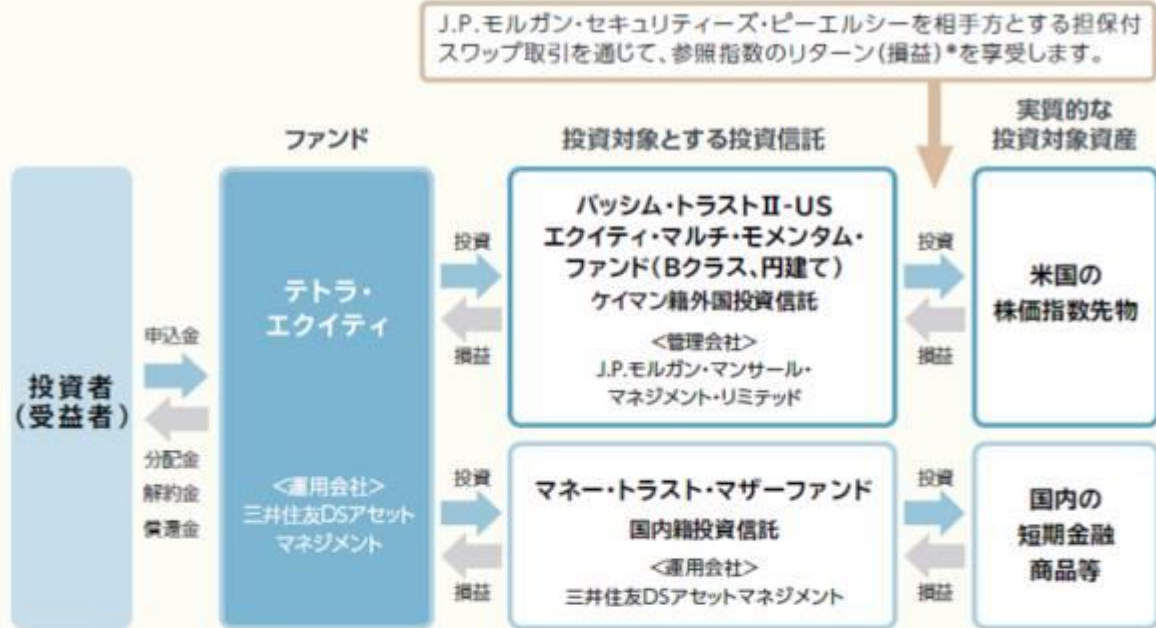 J.P.モルガン・セキュリティーズ・ピーエルシーを相手方とする担保付
スワップ取引を通じて、参照指数のリターン(損益)*を享受します。
ファンド
投資対象とする投資信託
実質的な
投資対象資産
投資者
(受益者)
申込金
分配金
解約金
償還金
テトラ・
エクイティ
<運用会社>
三井住友DSアセット
マネジメント
投資
損益
バッシム・トラストⅡ-US
エクイティ・マルチ・モメンタム・
ファンド(Bクラス、円建て)
ケイマン籍外国投資信託
<管理会社>
J.P.モルガン・マンサール・
マネジメント・リミテッド
投資
損益
米国の
株価指数先物
投資
損益
マネー・トラスト・マザーファンド
国内籍投資信託
<運用会社>
三井住友DSアセットマネジメント
投資
損益
国内の
短期金融
商品等